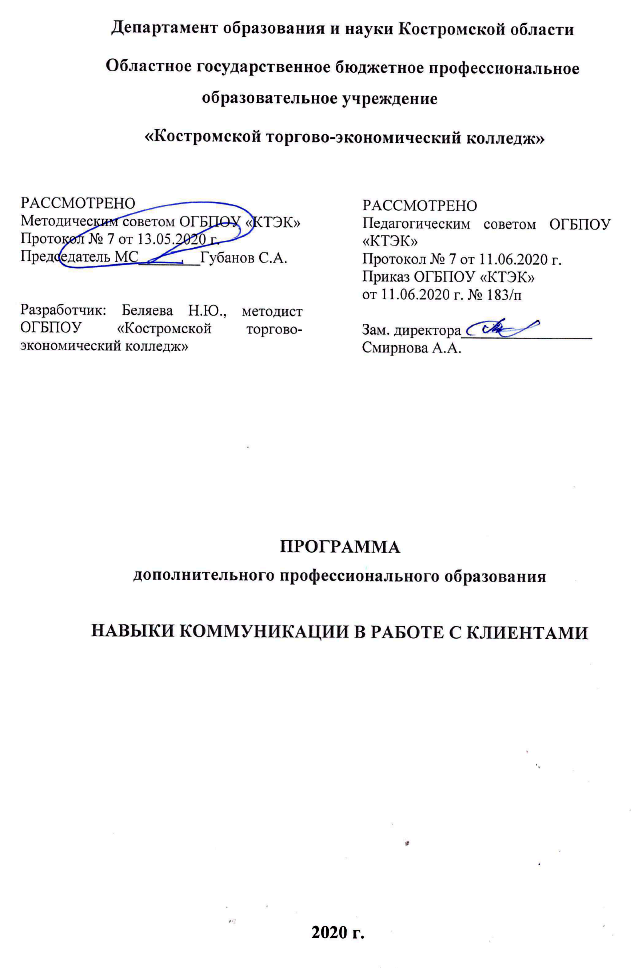 Департамент образования и науки Костромской области
Областное государственное бюджетное профессиональное
образовательное учреждение
«Костромской торгово-экономический колледж»
РАССМОТРЕНО
Методическим советом ОГБПОУ «КТЭК»
Протокол № 7 от 13.05.2020 г.
Председатель МС________Губанов С.А.
Разработчик: Беляева Н.Ю., методист
ОГБПОУ «Костромской торгово-
экономический колледж»
РАССМОТРЕНО
Педагогическим советом ОГБПОУ
«КТЭК»
Протокол № 7 от 11.06.2020 г.
Приказ ОГБПОУ «КТЭК»
от 11.06.2020 г. № 183/п
Зам. директора_________________
Смирнова А.А.
ПРОГРАММА
дополнительного профессионального образования
НАВЫКИ КОММУНИКАЦИИ В РАБОТЕ С КЛИЕНТАМИ
2020 г.